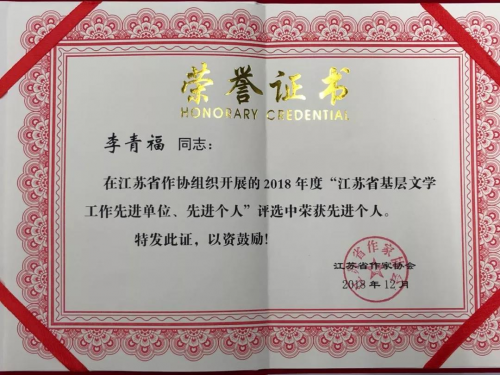 荣誉证书
HONORARY CREDENTIAL
李青福 同志：
在江苏省作协组织开展的2018年度“江苏省基层文学
工作先进单位、先进个人”评选中荣获先进个人。
特发此证，以资鼓励!
江苏省作家协会
2018年12月